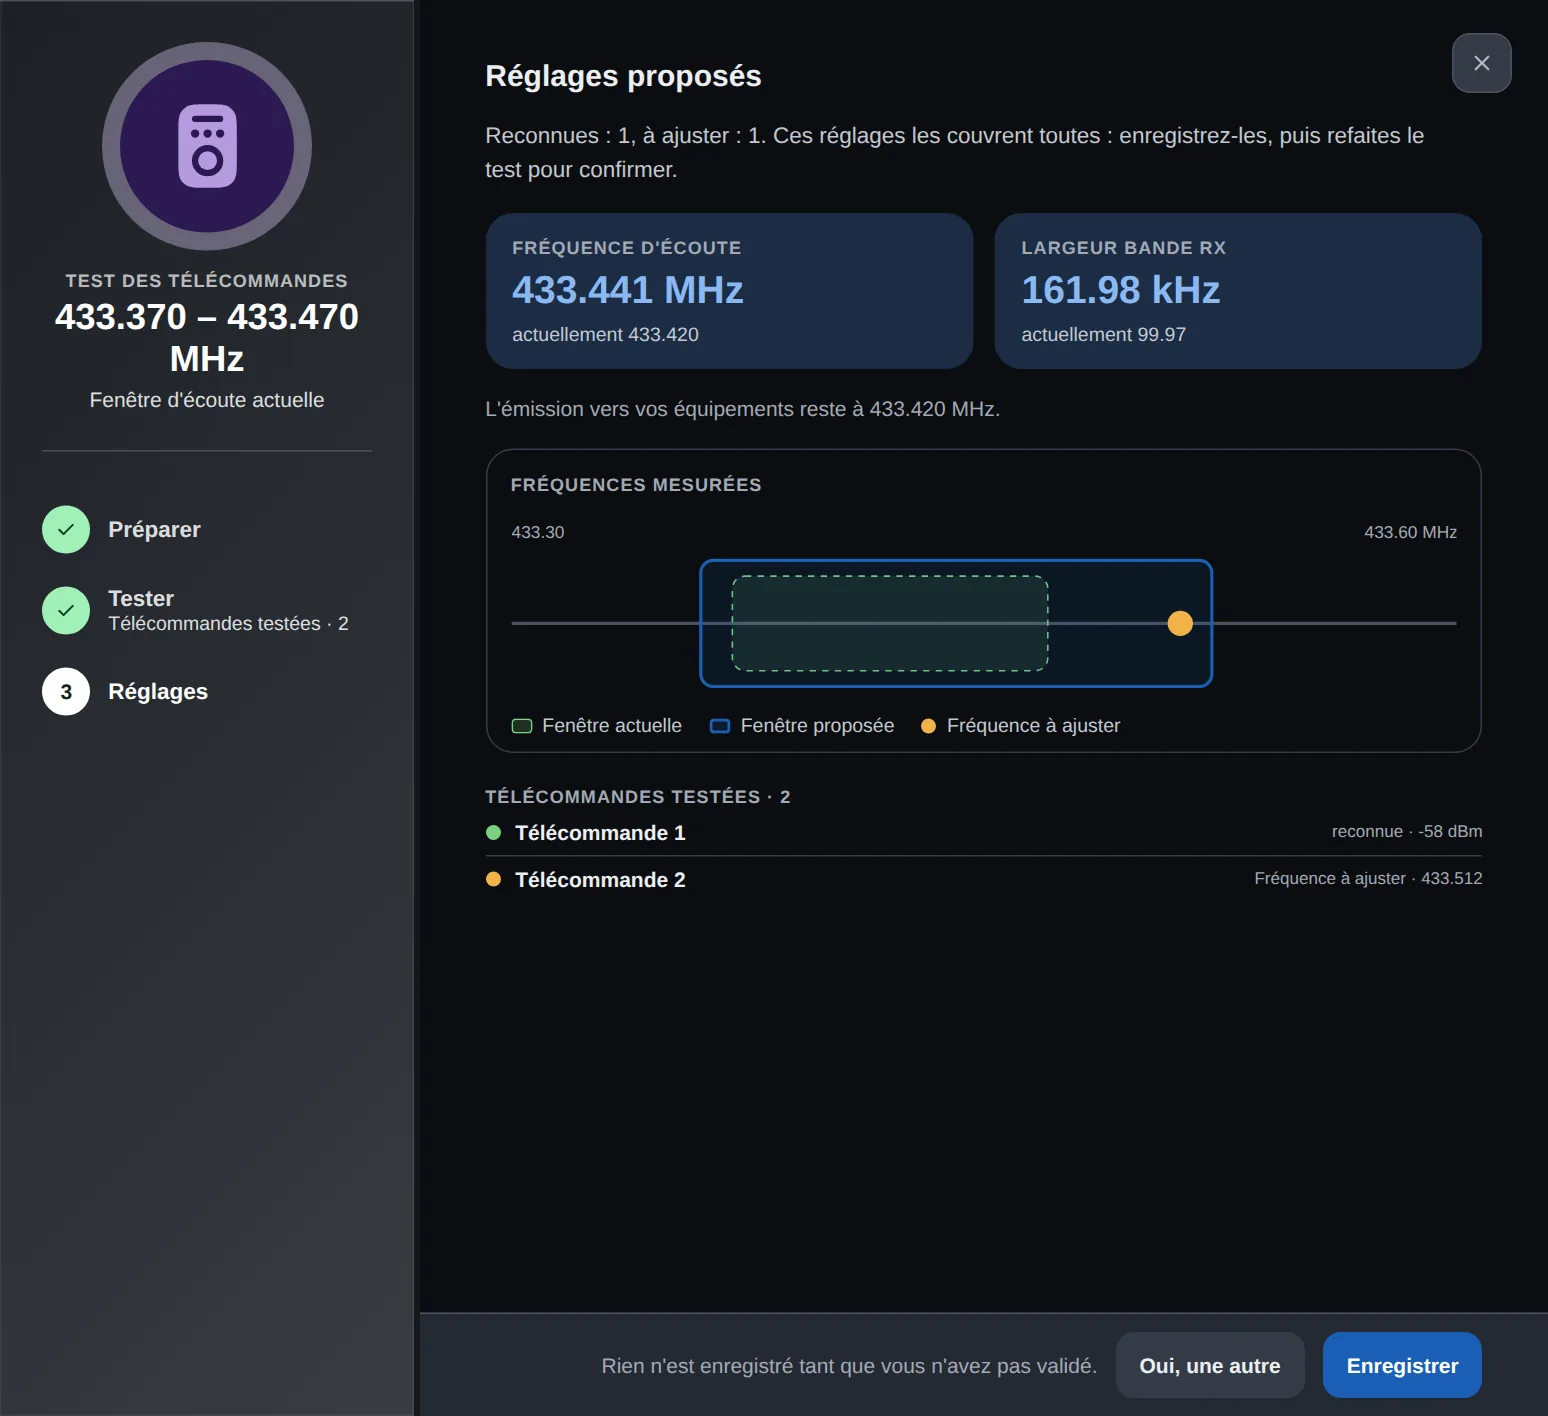 TEST DES TÉLÉCOMMANDES
433.370 – 433.470
MHz
Fenêtre d'écoute actuelle
Préparer
Tester
Télécommandes testées · 2
3
Réglages
Réglages proposés
Reconnues : 1, à ajuster : 1. Ces réglages les couvrent toutes : enregistrez-les, puis refaites le
test pour confirmer.
FRÉQUENCE D'ÉCOUTE
433.441 MHz
actuellement 433.420
LARGEUR BANDE RX
161.98 kHz
actuellement 99.97
L'émission vers vos équipements reste à 433.420 MHz.
FRÉQUENCES MESURÉES
433.30
433.60 MHz
Fenêtre actuelle
Fenêtre proposée
Fréquence à ajuster
TÉLÉCOMMANDES TESTÉES · 2
Télécommande 1
reconnue · -58 dBm
Télécommande 2
Fréquence à ajuster · 433.512
Rien n'est enregistré tant que vous n'avez pas validé.
Oui, une autre
Enregistrer